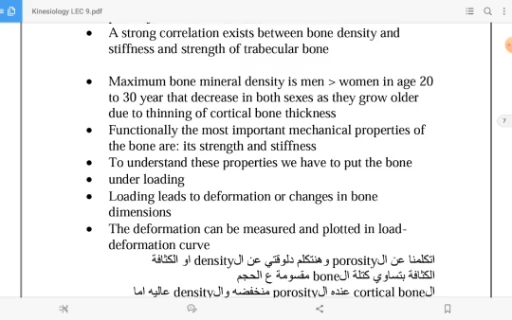 Kinesiology LEC 9.pdf
• A strong correlation exists between bone density and
stiffness and strength of trabecular bone
• Maximum bone mineral density is men > women in age 20
to 30 year that decrease in both sexes as they grow older
due to thinning of cortical bone thickness
• Functionally the most important mechanical properties of
the bone are: its strength and stiffness
• To understand these properties we have to put the bone
• under loading
• Loading leads to deformation or changes in bone
dimensions
• The deformation can be measured and plotted in load-
deformation curve
اتكلمنا عن الporosity و هنتكلم دلوقتي عن الdensity او الكثافة
الكثافة بتساوي كتلة الbone مقسومة ع الحجم
الcortical bone عنده الporosity منخفضه والdensity عاليه اما
7